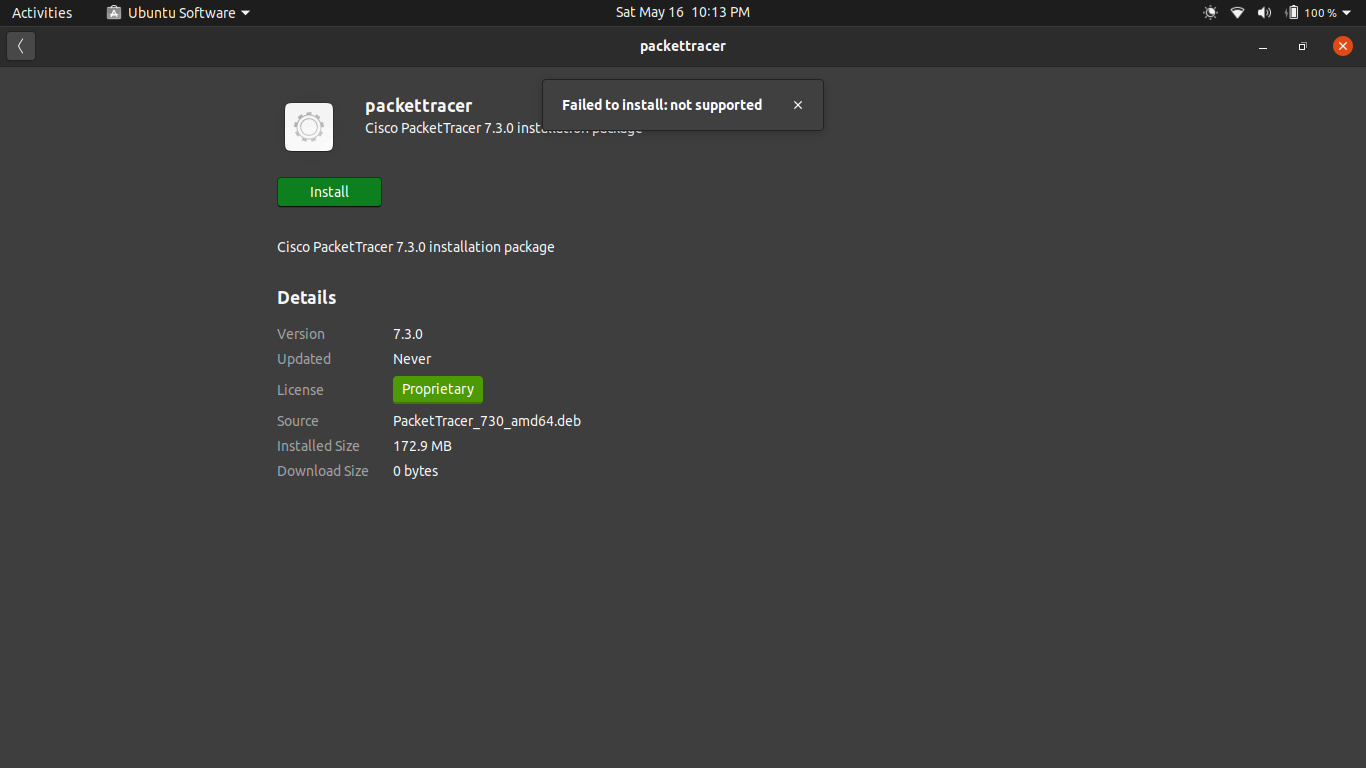 Activities Ubuntu Software Sat May 16 10:13 PM 100 %
packettracer
Failed to install: not supported
packettracer
Cisco PacketTracer 7.3.0 installation package
Install
Cisco PacketTracer 7.3.0 installation package
Details
Version 7.3.0
Updated Never
License Proprietary
Source PacketTracer_730_amd64.deb
Installed Size 172.9 MB
Download Size 0 bytes